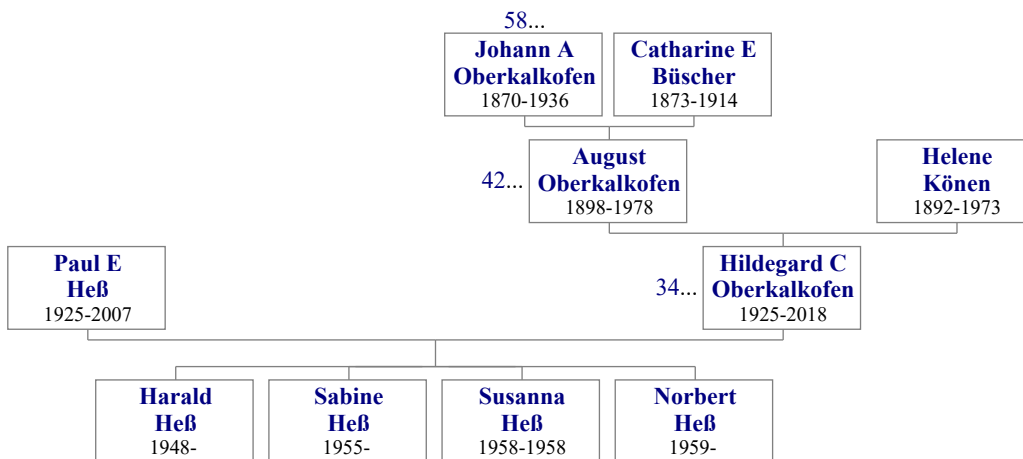 58...
Johann A
Oberkalkofen
1870-1936
Catharine E
Büscher
1873-1914
42...
August
Oberkalkofen
1898-1978
Helene
Könen
1892-1973
Paul E
Heß
1925-2007
34...
Hildegard C
Oberkalkofen
1925-2018
Harald
Heß
1948-
Sabine
Heß
1955-
Susanna
Heß
1958-1958
Norbert
Heß
1959-